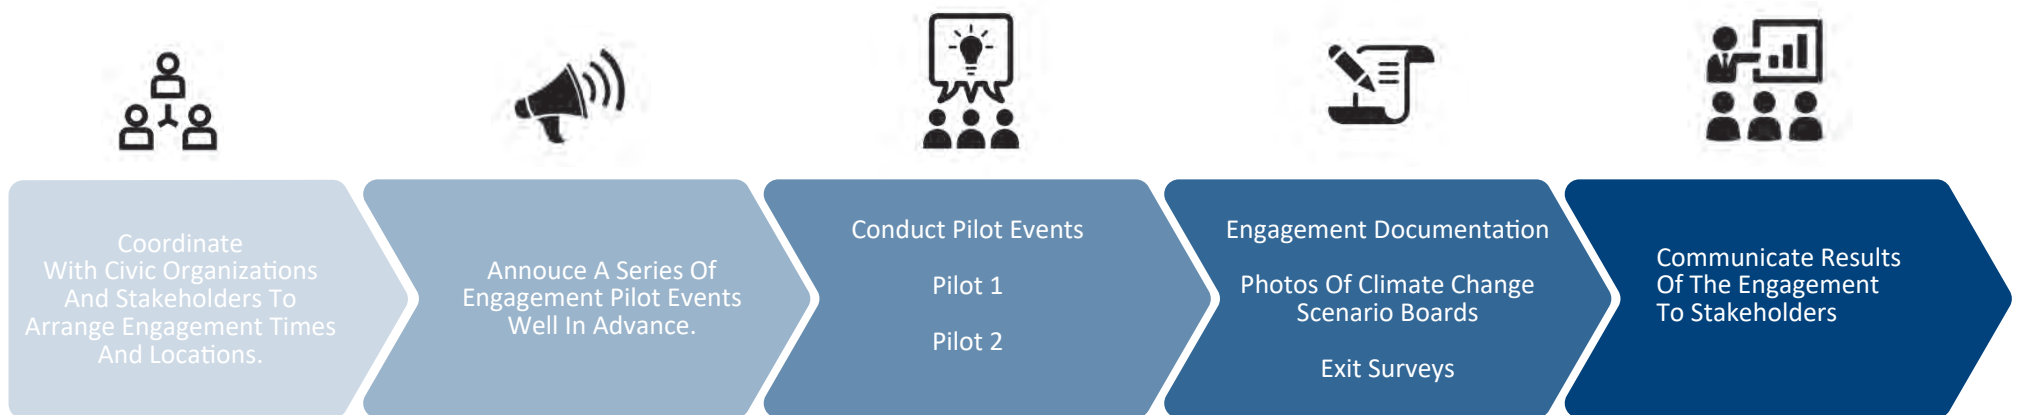 Coordinate
With Civic Organizations
And Stakeholders To
Arrange Engagement Times
And Locations.
Annouce A Series Of
Engagement Pilot Events
Well In Advance.
Conduct Pilot Events
Pilot 1
Pilot 2
Engagement Documentation
Photos Of Climate Change
Scenario Boards
Exit Surveys
Communicate Results
Of The Engagement
To Stakeholders